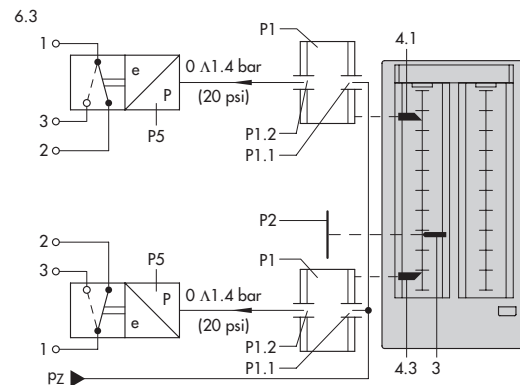 6.3
P1
4.1
1
e
P
0 Λ1.4 bar
(20 psi)
3
2
P5
P1.2
P1.1
P2
2
3
P5
P1
P
0 Λ1.4 bar
(20 psi)
e
1
P1.2
P1.1
pz
4.3
3